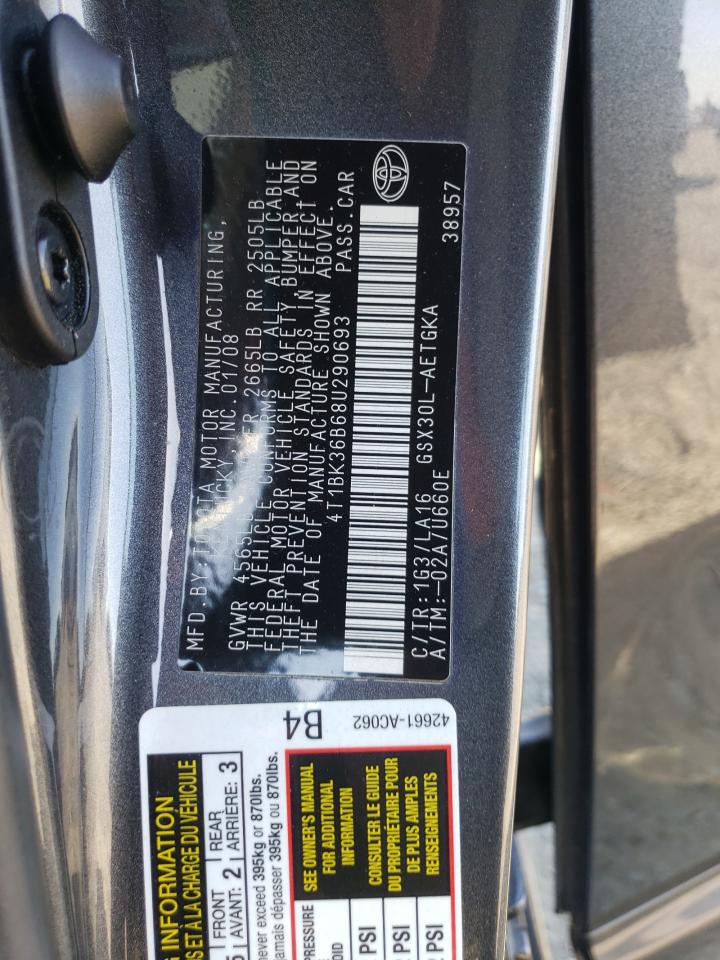 MFD.BY:TOYOTA MOTOR MANUFACTURING,
KENTUCKY, INC. 01/08
GVWR 4565LB FR 2665LB RR 2505LB
THIS VEHICLE CONFORMS TO ALL APPLICABLE
FEDERAL MOTOR VEHICLE SAFETY, BUMPER, AND
THEFT PREVENTION STANDARDS IN EFFECT ON
THE DATE OF MANUFACTURE SHOWN ABOVE.
4T1BK36B68U290693 PASS.CAR
C/TR:1G3/LA16 GSX30L-AETGKA
A/TM:-02A/U660E 38957
42661-AC062
B4
INFORMATION
ET À LA CHARGE DU VÉHICULE
FRONT REAR
AVANT: 2 ARRIÈRE: 3
never exceed 395kg or 870lbs.
jamais dépasser 395kg ou 870lbs.
PRESSURE
SEE OWNER'S MANUAL
FOR ADDITIONAL
INFORMATION
CONSULTER LE GUIDE
DU PROPRIÉTAIRE POUR
DE PLUS AMPLES
RENSEIGNEMENTS
PSI
PSI
PSI